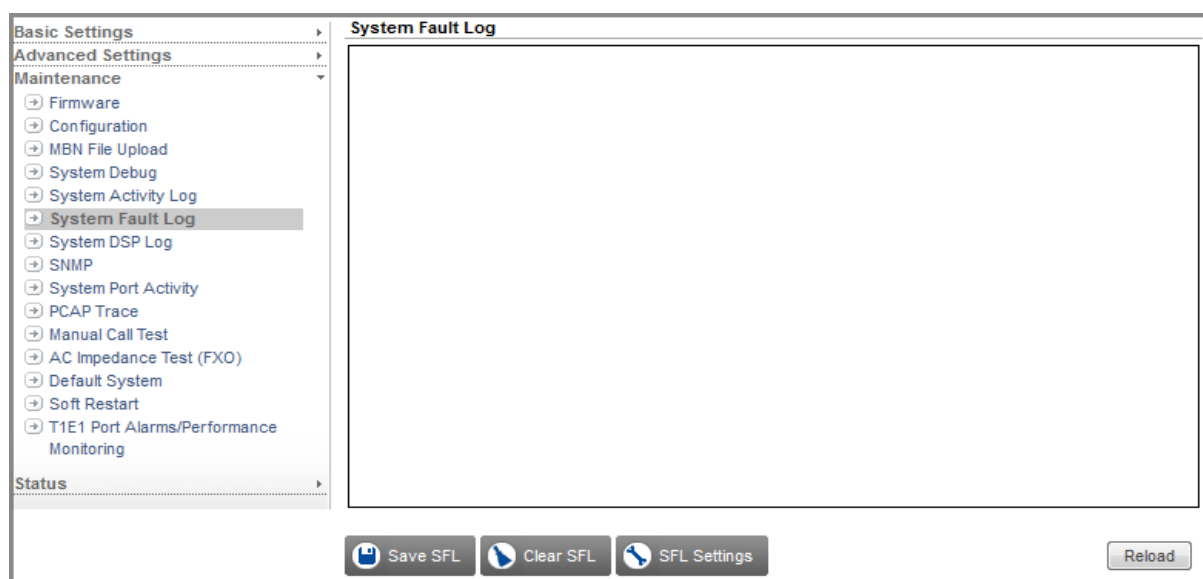 Basic Settings
Advanced Settings
Maintenance
Firmware
Configuration
MBN File Upload
System Debug
System Activity Log
System Fault Log
System DSP Log
SNMP
System Port Activity
PCAP Trace
Manual Call Test
AC Impedance Test (FXO)
Default System
Soft Restart
T1E1 Port Alarms/Performance
Monitoring
Status
System Fault Log
Save SFL
Clear SFL
SFL Settings
Reload